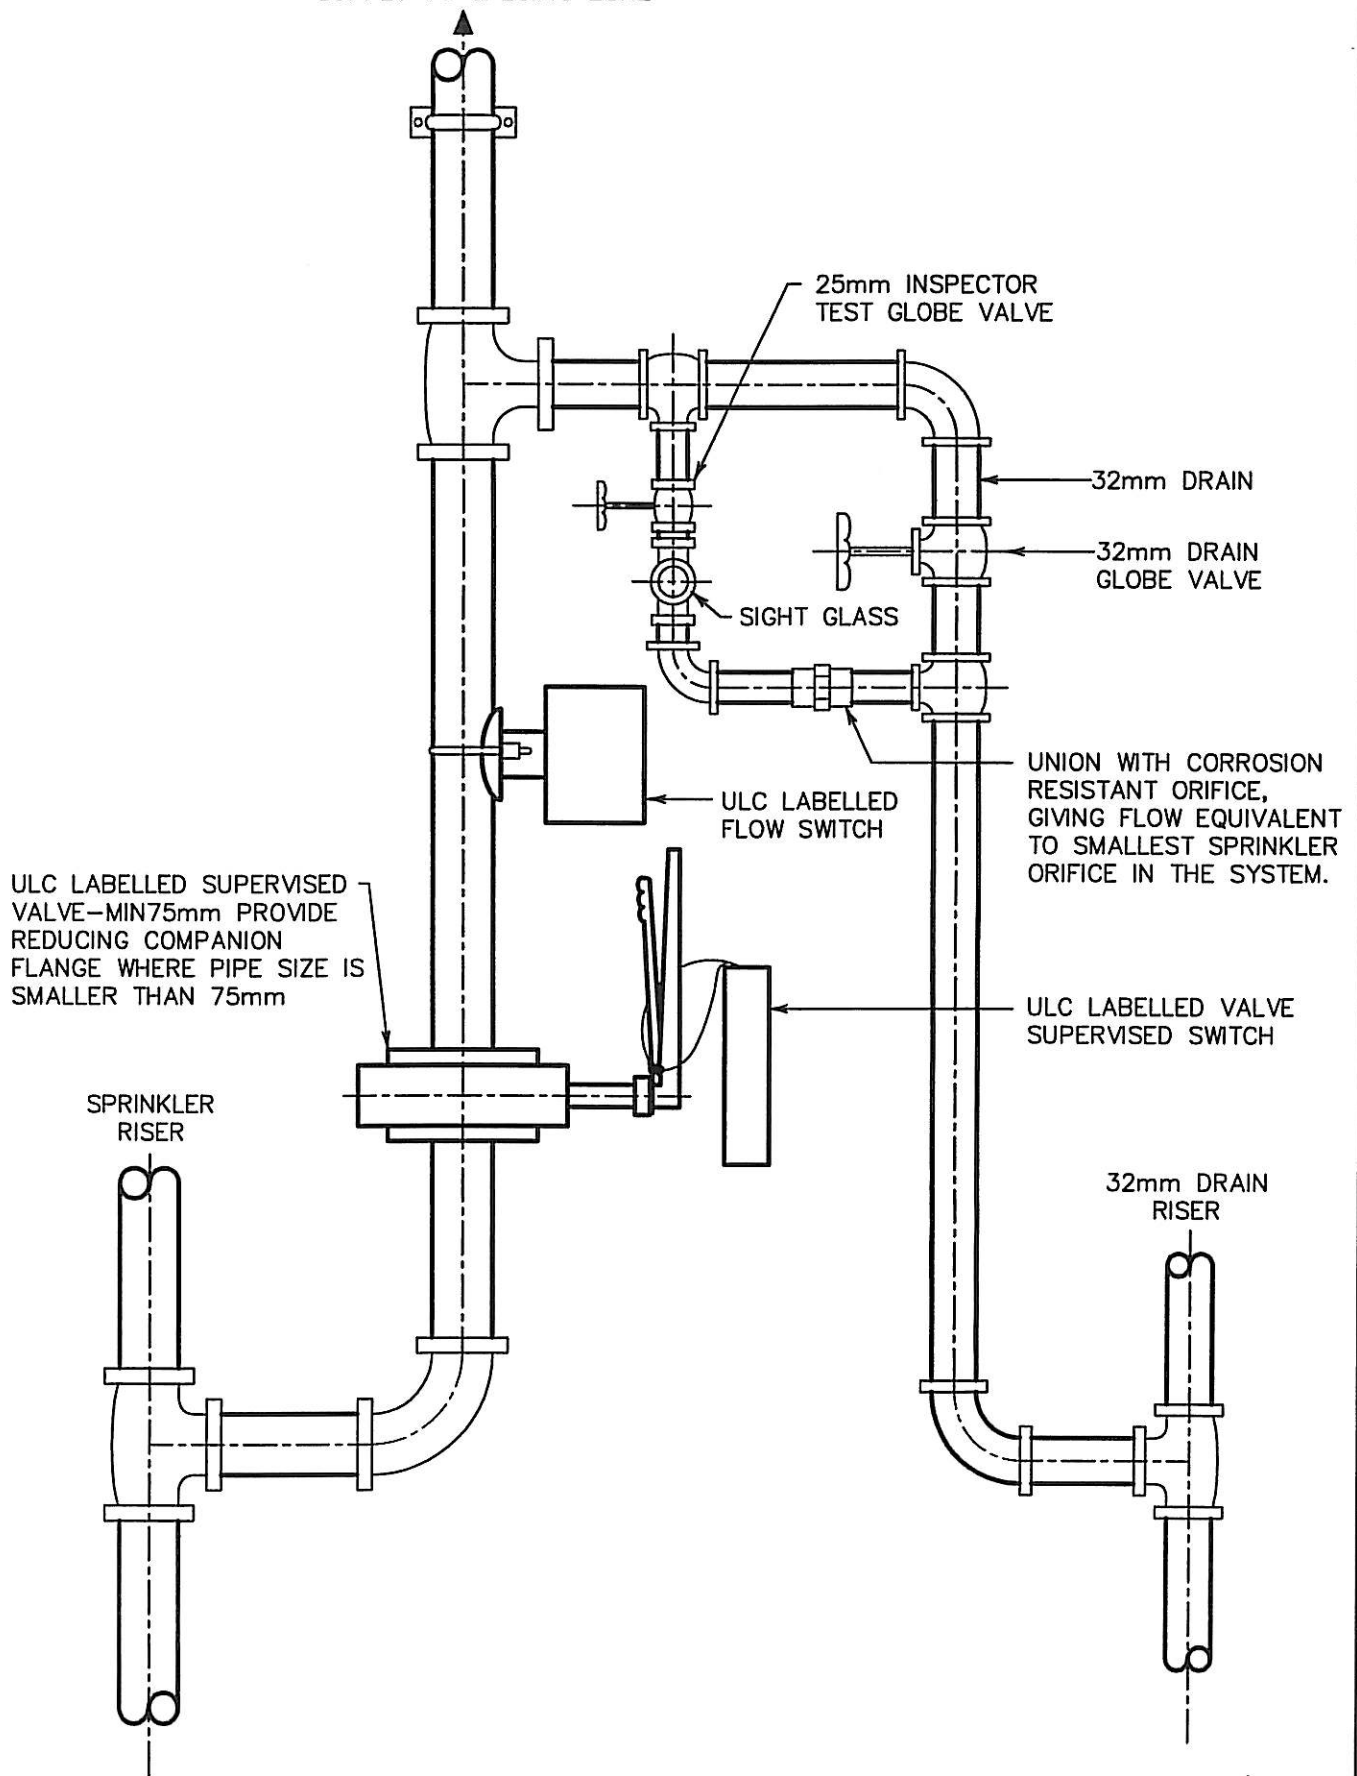 25mm INSPECTOR
TEST GLOBE VALVE
32mm DRAIN
32mm DRAIN
GLOBE VALVE
SIGHT GLASS
UNION WITH CORROSION
RESISTANT ORIFICE,
GIVING FLOW EQUIVALENT
TO SMALLEST SPRINKLER
ORIFICE IN THE SYSTEM.
ULC LABELLED
FLOW SWITCH
ULC LABELLED SUPERVISED
VALVE-MIN75mm PROVIDE
REDUCING COMPANION
FLANGE WHERE PIPE SIZE IS
SMALLER THAN 75mm
ULC LABELLED VALVE
SUPERVISED SWITCH
SPRINKLER
RISER
32mm DRAIN
RISER